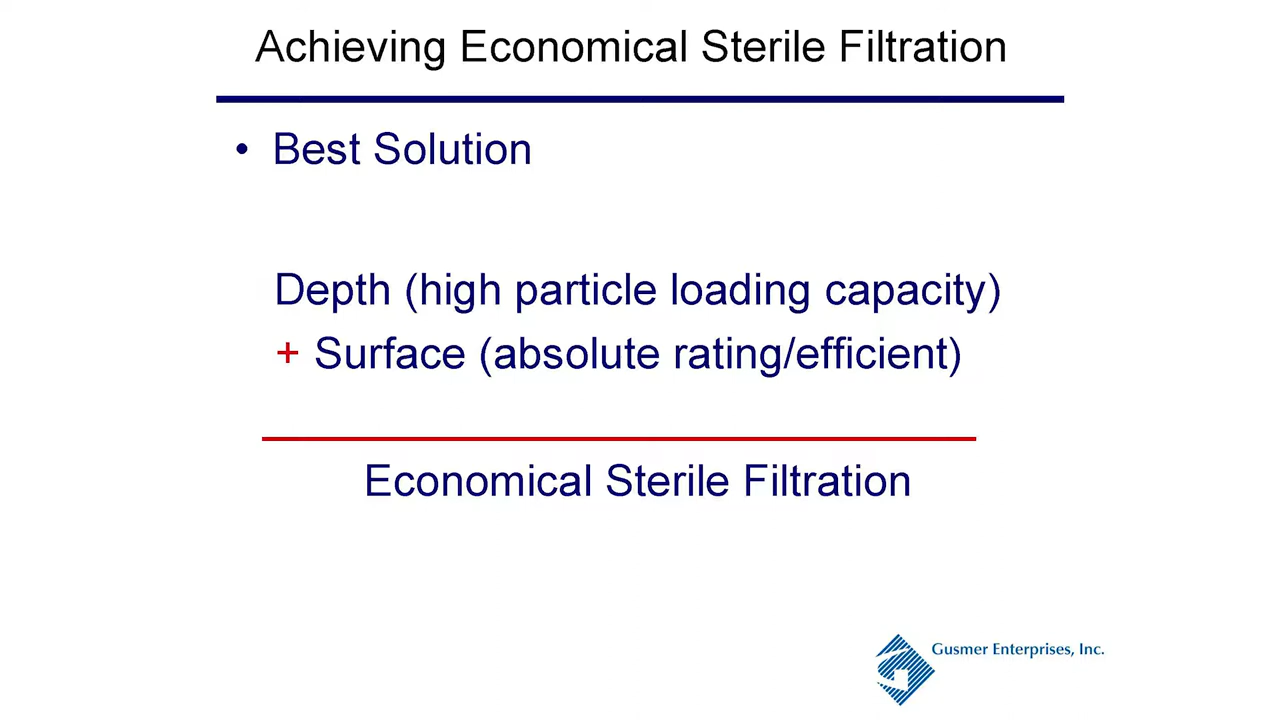 Achieving Economical Sterile Filtration
• Best Solution
Depth (high particle loading capacity)
+ Surface (absolute rating/efficient)
Economical Sterile Filtration
Gusmer Enterprises, Inc.